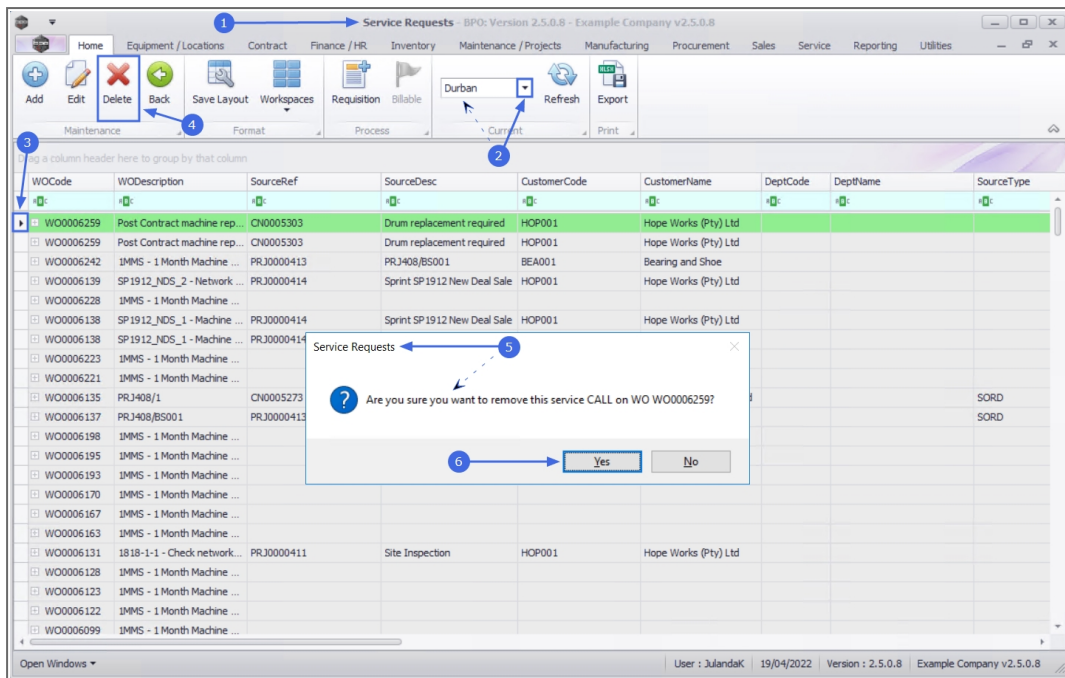 1
Service Requests - BPO: Version 2.5.0.8 - Example Company v2.5.0.8
Home Equipment / Locations Contract Finance / HR Inventory Maintenance / Projects Manufacturing Procurement Sales Service Reporting Utilities
Add Edit Delete Back Save Layout Workspaces Requisition Billable Durban Refresh Export
4
Maintenance Format Process Current Print
3
2
Drag a column header here to group by that column
WOCode WODescription SourceRef SourceDesc CustomerCode CustomerName DeptCode DeptName SourceType
WO0006259 Post Contract machine rep... CN0005303 Drum replacement required HOP001 Hope Works (Pty) Ltd
WO0006259 Post Contract machine rep... CN0005303 Drum replacement required HOP001 Hope Works (Pty) Ltd
WO0006242 1MMS - 1 Month Machine ... PRJ0000413 PRJ408/BS001 BEA001 Bearing and Shoe
WO0006139 SP1912_NDS_2 - Network ... PRJ0000414 Sprint SP1912 New Deal Sale HOP001 Hope Works (Pty) Ltd
WO0006228 1MMS - 1 Month Machine ...
WO0006138 SP1912_NDS_1 - Machine ... PRJ0000414 Sprint SP1912 New Deal Sale HOP001 Hope Works (Pty) Ltd
WO0006138 SP1912_NDS_1 - Machine ... PRJ0000414
WO0006223 1MMS - 1 Month Machine ...
WO0006221 1MMS - 1 Month Machine ...
WO0006135 PRJ408/1 CN0005273 SORD
WO0006137 PRJ408/BS001 PRJ0000413 SORD
WO0006198 1MMS - 1 Month Machine ...
WO0006195 1MMS - 1 Month Machine ...
WO0006193 1MMS - 1 Month Machine ...
WO0006170 1MMS - 1 Month Machine ...
WO0006167 1MMS - 1 Month Machine ...
WO0006163 1MMS - 1 Month Machine ...
WO0006131 1818-1-1 - Check network... PRJ0000411 Site Inspection HOP001 Hope Works (Pty) Ltd
WO0006128 1MMS - 1 Month Machine ...
WO0006123 1MMS - 1 Month Machine ...
WO0006122 1MMS - 1 Month Machine ...
WO0006099 1MMS - 1 Month Machine ...
Service Requests 5
Are you sure you want to remove this service CALL on WO WO0006259?
6 Yes No
Open Windows User : JulandaK 19/04/2022 Version : 2.5.0.8 Example Company v2.5.0.8